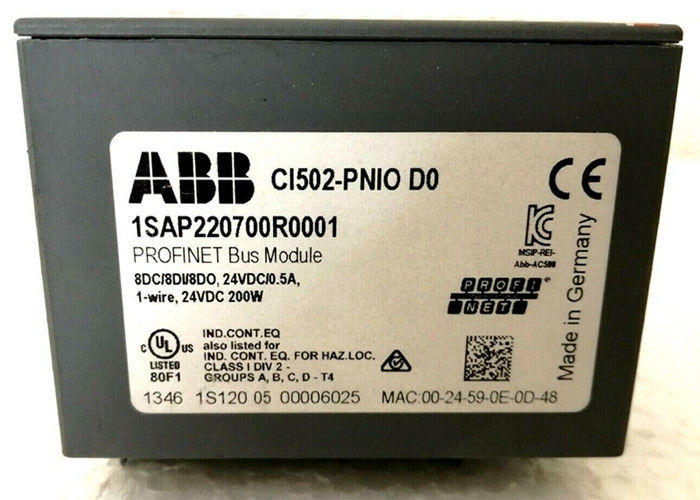 ABB CI502-PNIO D0
1SAP220700R0001
PROFINET Bus Module
8DC/8DI/8DO, 24VDC/0.5A,
1-wire, 24VDC 200W
CE
MSIP-REI-
Abb-AC500
PROFI®
NET
Made in Germany
C UL US
LISTED
80F1
IND.CONT.EQ
also listed for
IND. CONT. EQ. FOR HAZ.LOC.
CLASS I DIV 2 -
GROUPS A, B, C, D - T4
1346 1S120 05 00006025 MAC:00-24-59-0E-0D-48